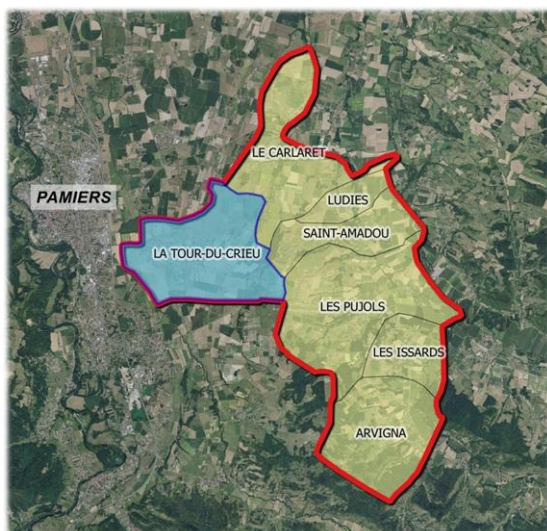 LE CARLARET
PAMIERS
LUDIES
SAINT-AMADOU
LA TOUR-DU-CRIEU
LES PUJOLS
LES ISSARDS
ARVIGNA